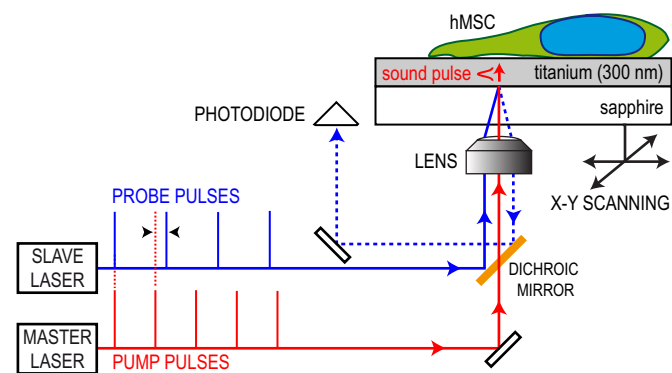 hMSC
sound pulse
titanium (300 nm)
sapphire
PHOTODIODE
LENS
X-Y SCANNING
PROBE PULSES
SLAVE
LASER
DICHROIC
MIRROR
MASTER
LASER
PUMP PULSES